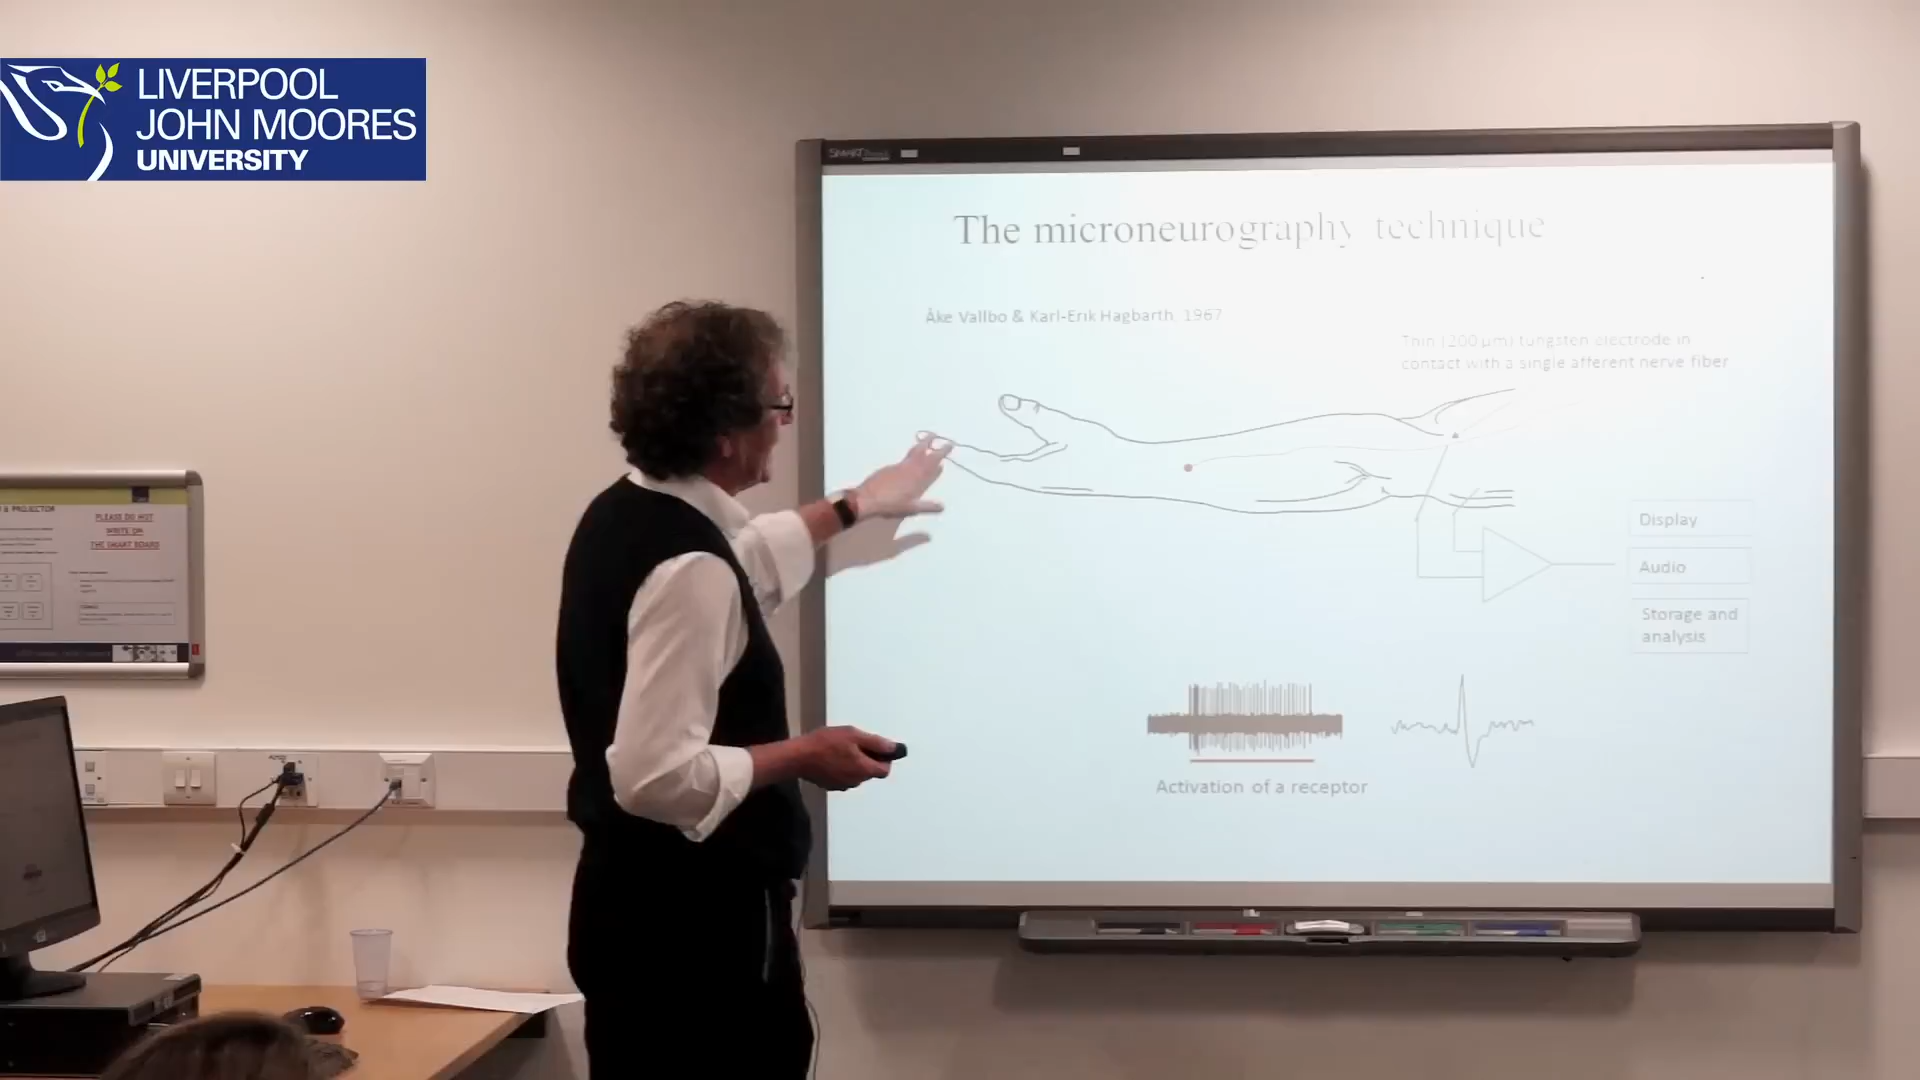 LIVERPOOL
JOHN MOORES
UNIVERSITY
SMART
The microneurography technique
Åke Vallbo & Karl-Erik Hagbarth 1967
Thin (200 µm) tungsten electrode in
contact with a single afferent nerve fiber
Display
Audio
Storage and
analysis
Activation of a receptor
& PROJECTOR
PLEASE DO NOT
WRITE ON
THE SMART BOARD